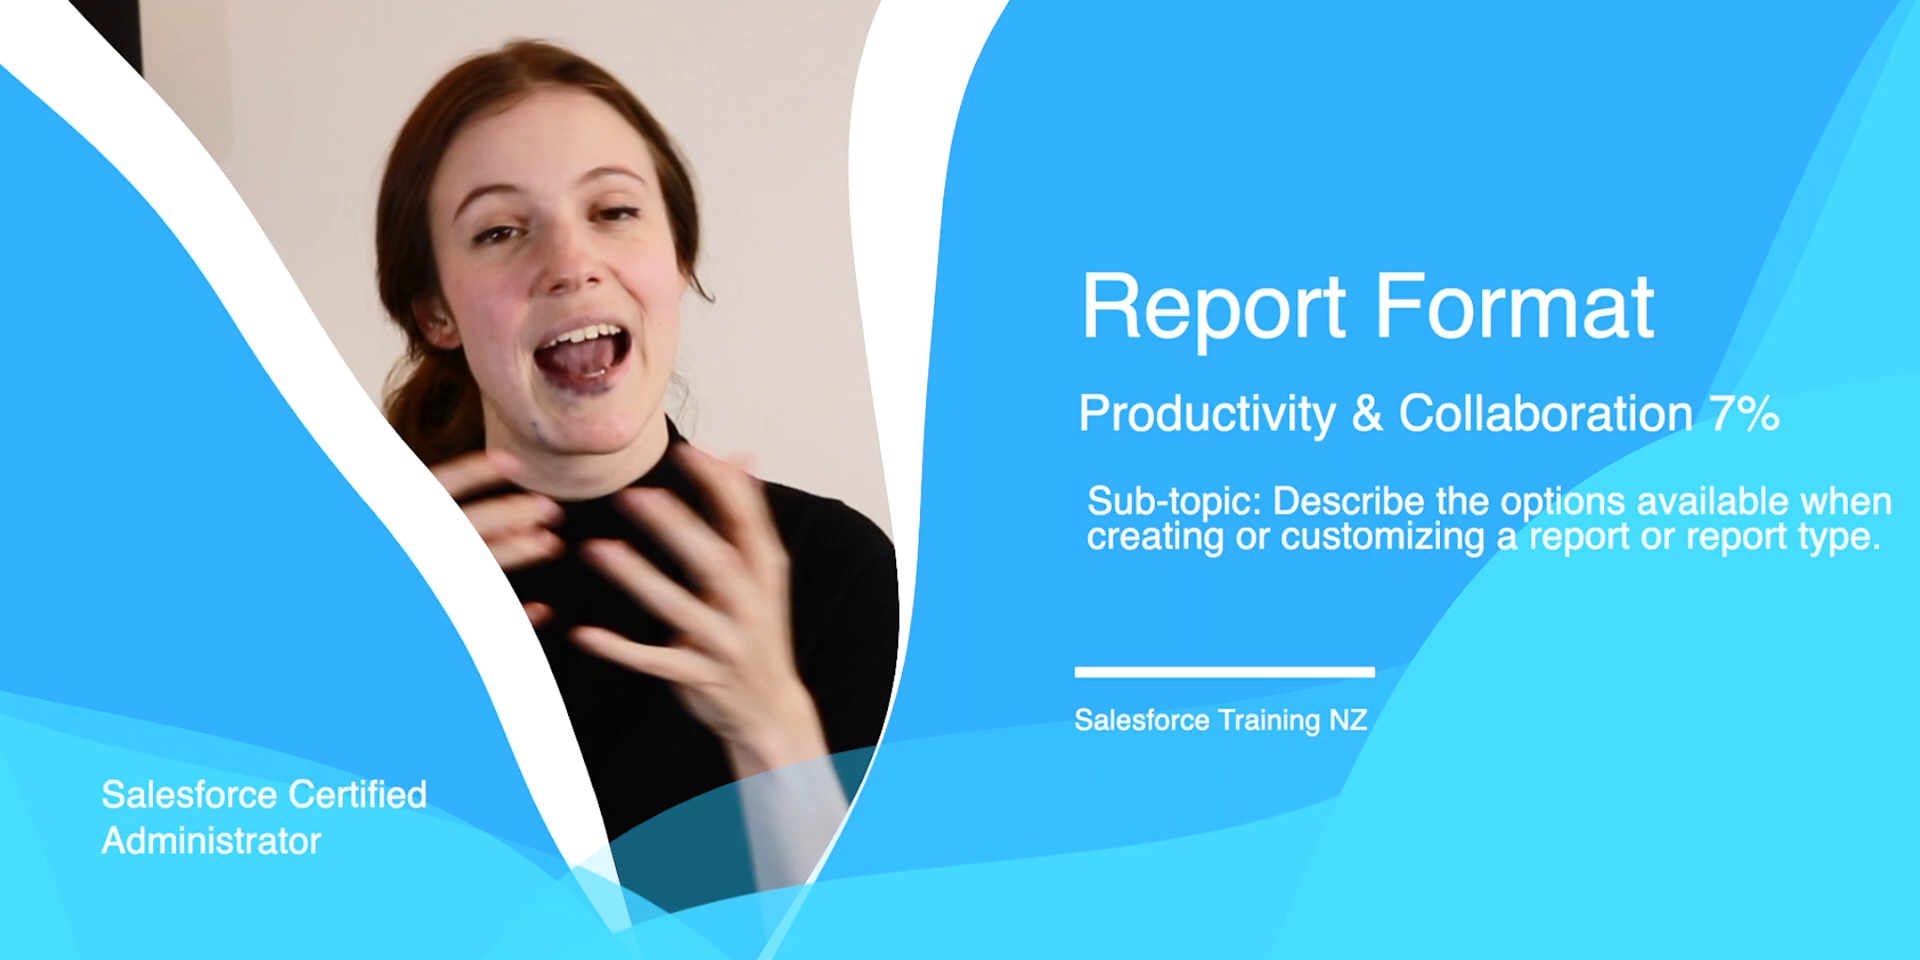 Report Format
Productivity & Collaboration 7%
Sub-topic: Describe the options available when
creating or customizing a report or report type.
Salesforce Training NZ
Salesforce Certified
Administrator